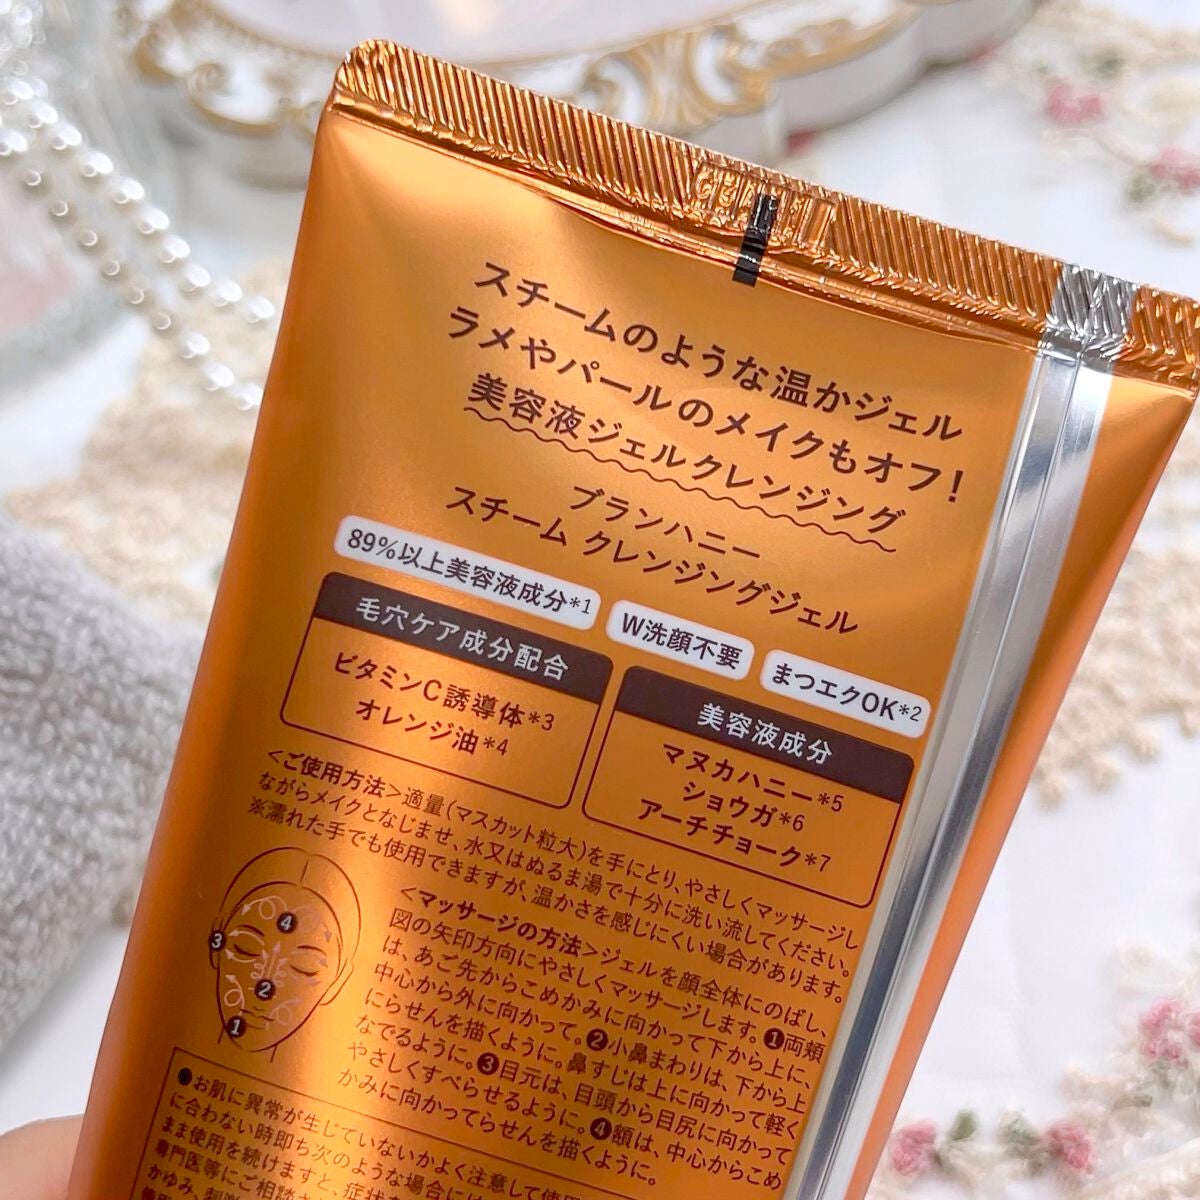 スチームのような温かジェル
ラメやパールのメイクもオフ!
美容液ジェルクレンジング
ブランハニー
スチーム クレンジングジェル
89%以上美容液成分*1
W洗顔不要
まつエクOK*2
毛穴ケア成分配合
ビタミンC誘導体*3
オレンジ油*4
美容液成分
マヌカハニー*5
ショウガ*6
アーチチョーク*7
<ご使用方法>適量(マスカット粒大)を手にとり、やさしくマッサージし
ながらメイクとなじませ、水又はぬるま湯で十分に洗い流してください。
※濡れた手でも使用できますが、温かさを感じにくい場合があります。
<マッサージの方法>ジェルを顔全体にのばし、
図の矢印方向にやさしくマッサージします。❶両頬
は、あご先からこめかみに向かって下から上に、
中心から外に向かって。❷小鼻まわりは、下から上
にらせんを描くように。鼻すじは上に向かって軽く
なでるように。❸目元は、目頭から目尻に向かって
やさしくすべらせるように。❹額は、中心からこめ
かみに向かってらせんを描くように。
4
3
2
1
●お肌に異常が生じていないかよく注意して使用
に合わない時即ち次のような場合には
まま使用を続けますと、症状を
専門医等にご相談
かゆみ、刺激